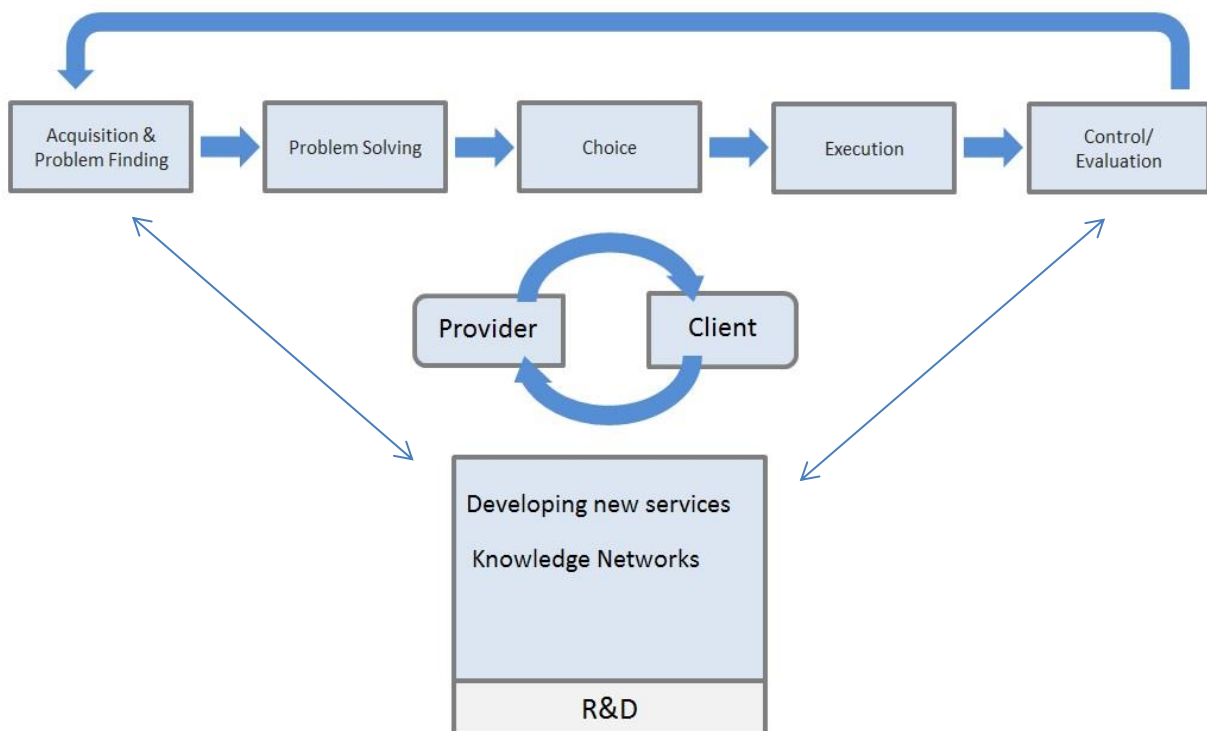 Acquisition &
Problem Finding
Problem Solving
Choice
Execution
Control/
Evaluation
Provider
Client
Developing new services
Knowledge Networks
R&D